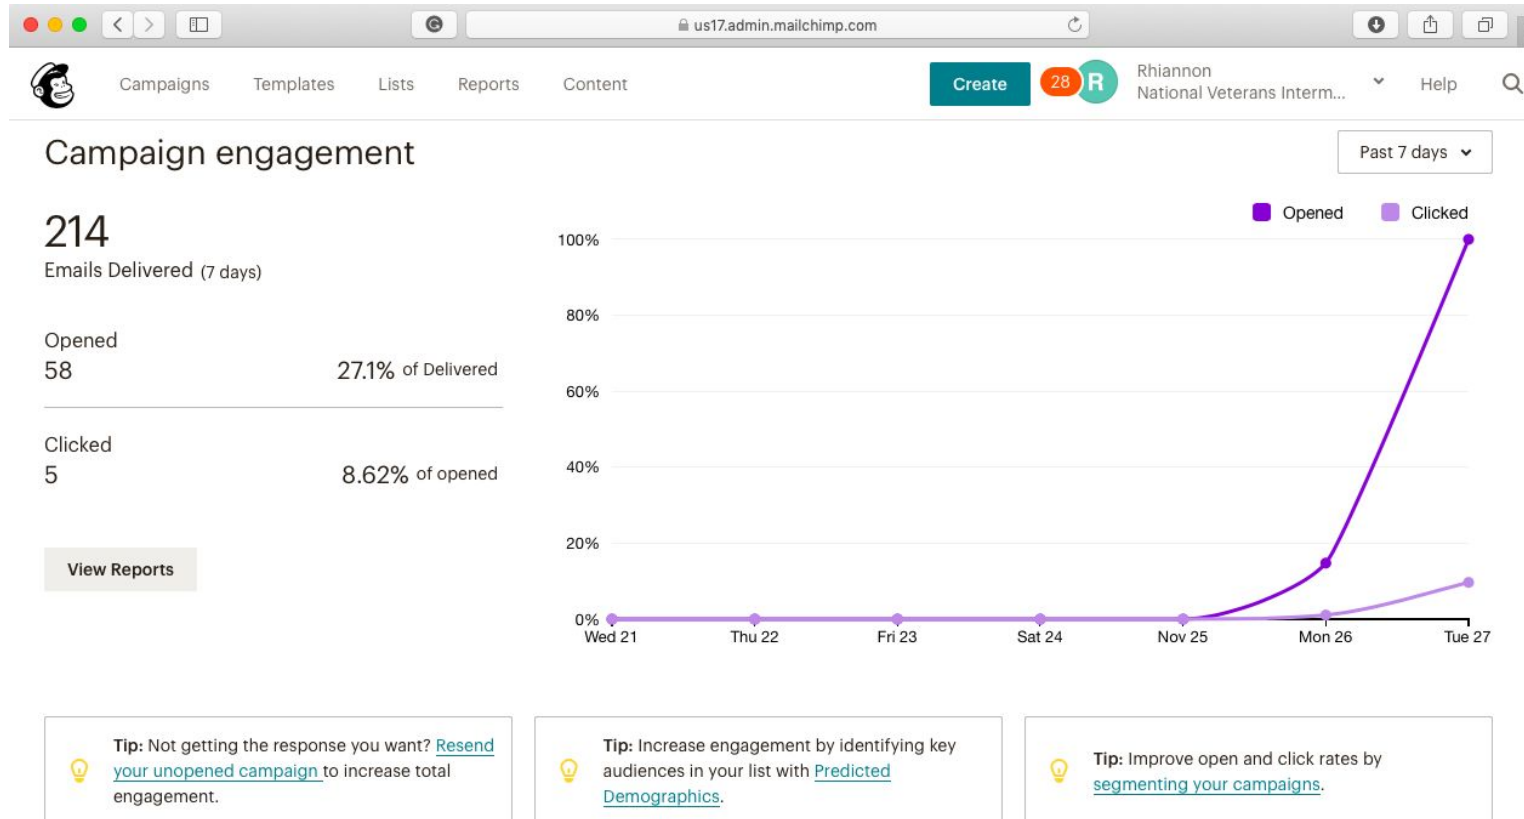 us17.admin.mailchimp.com
Campaigns Templates Lists Reports Content Create 28 R Rhiannon Help
National Veterans Interm...
Campaign engagement Past 7 days
Opened Clicked
214
Emails Delivered (7 days)
Opened
58 27.1% of Delivered
Clicked
5 8.62% of opened
View Reports
100%
80%
60%
40%
20%
0%
Wed 21 Thu 22 Fri 23 Sat 24 Nov 25 Mon 26 Tue 27
Tip: Not getting the response you want? Resend
your unopened campaign to increase total
engagement.
Tip: Increase engagement by identifying key
audiences in your list with Predicted
Demographics.
Tip: Improve open and click rates by
segmenting your campaigns.